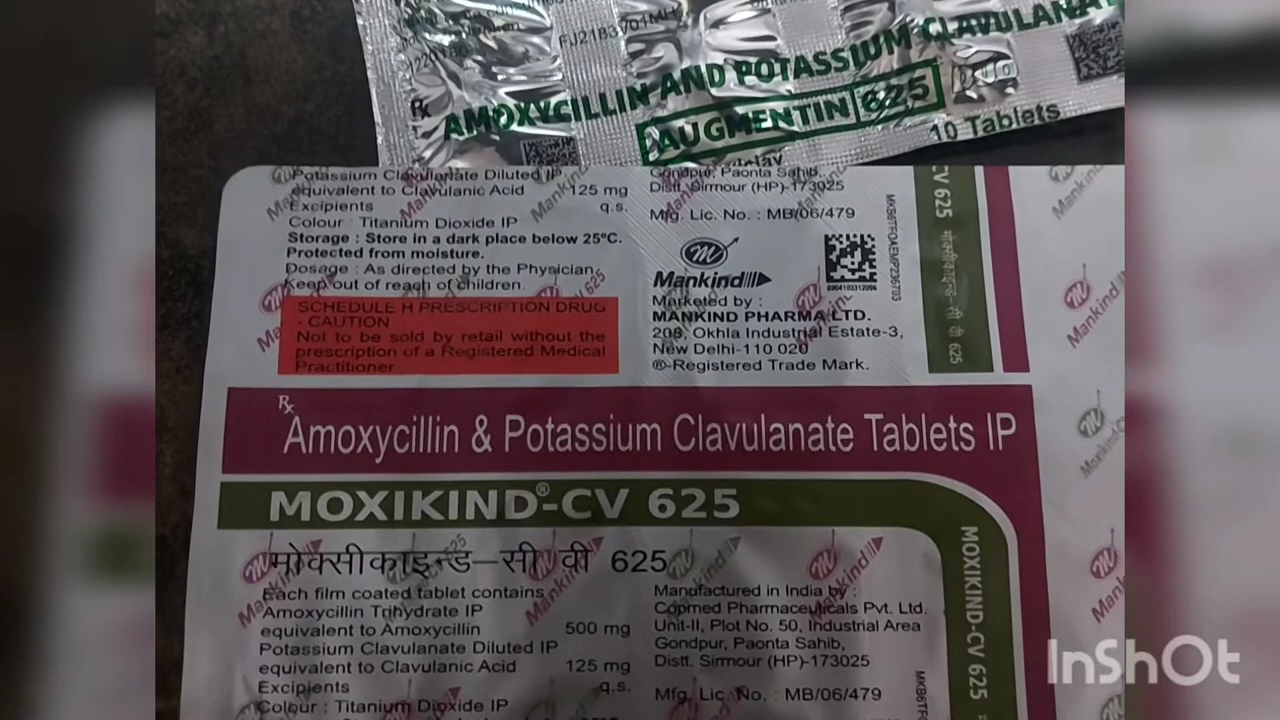 FJ2183701MH
Rx
AMOXYCILLIN AND POTASSIUM CLAVULANAT
AUGMENTIN 625 Duo
10 Tablets
Potassium Clavulanate Diluted IP
equivalent to Clavulanic Acid 125 mg
Excipients q.s.
Colour : Titanium Dioxide IP
Storage : Store in a dark place below 25°C.
Protected from moisture.
Dosage : As directed by the Physician.
Keep out of reach of children.
SCHEDULE H PRESCRIPTION DRUG
- CAUTION
Not to be sold by retail without the
prescription of a Registered Medical
Practitioner
Gondpur, Paonta Sahib,
Distt. Sirmour (HP)-173025
Mfg. Lic. No. : MB/06/479
Mankind
Marketed by :
MANKIND PHARMA LTD.
208, Okhla Industrial Estate-3,
New Delhi-110 020
®-Registered Trade Mark.
8904103312096
CV 625
Rx
Amoxycillin & Potassium Clavulanate Tablets IP
MOXIKIND®-CV 625
मोक्सीकाइन्ड–सी वी 625
Each film coated tablet contains
Amoxycillin Trihydrate IP
equivalent to Amoxycillin 500 mg
Potassium Clavulanate Diluted IP
equivalent to Clavulanic Acid 125 mg
Excipients q.s.
Colour : Titanium Dioxide IP
Manufactured in India by :
Copmed Pharmaceuticals Pvt. Ltd.
Unit-II, Plot No. 50, Industrial Area
Gondpur, Paonta Sahib,
Distt. Sirmour (HP)-173025
Mfg. Lic. No. : MB/06/479
MOXIKIND-CV 625
InShOt